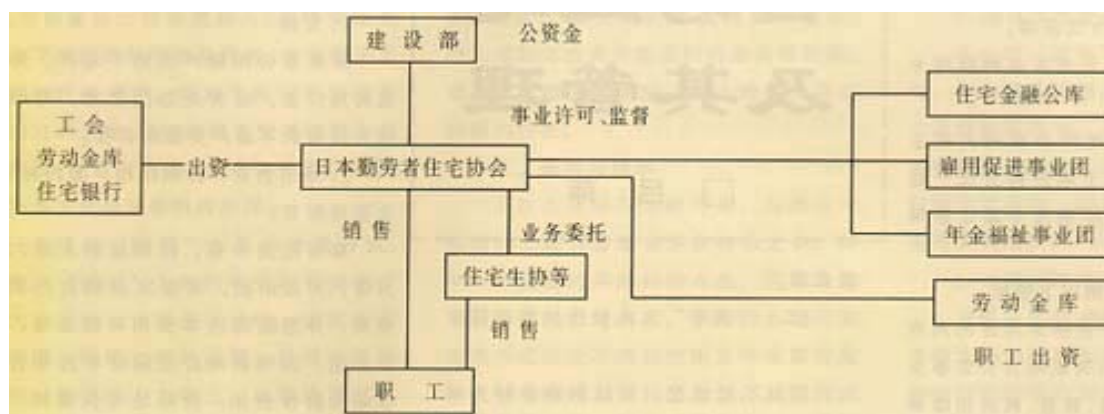 建设部
公资金
及其管理
事业许可、监督
住宅金融公库
工会
劳动金库
住宅银行
出资
日本勤劳者住宅协会
雇用促进事业团
销售
业务委托
年金福祉事业团
住宅生协等
劳动金库
销售
职工出资
职工